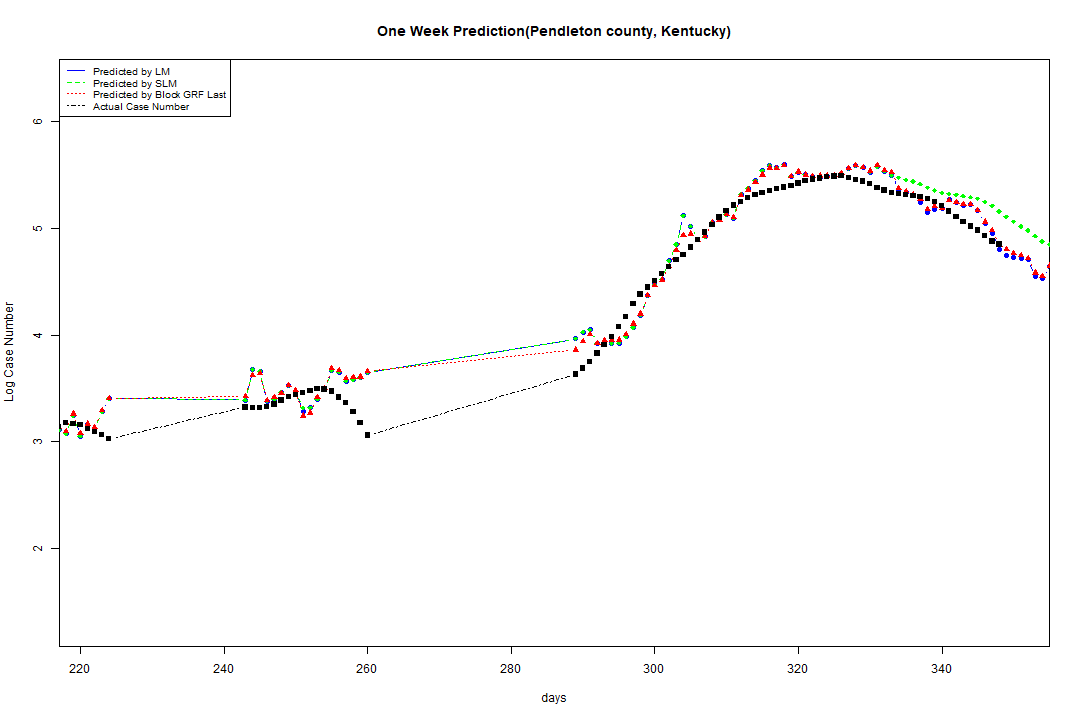 One Week Prediction(Pendleton county, Kentucky)
Predicted by LM
Predicted by SLM
Predicted by Block GRF Last
Actual Case Number
6
5
4
3
2
Log Case Number
220 240 260 280 300 320 340
days